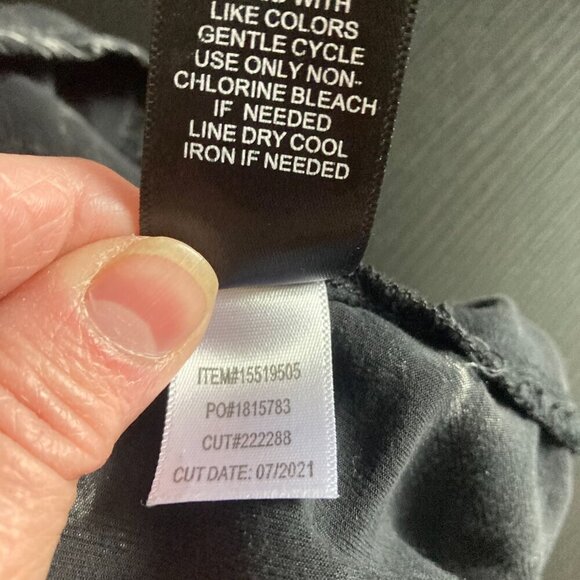 WITH
LIKE COLORS
GENTLE CYCLE
USE ONLY NON-
CHLORINE BLEACH
IF NEEDED
LINE DRY COOL
IRON IF NEEDED
ITEM#15519505
PO#1815783
CUT#222288
CUT DATE: 07/2021